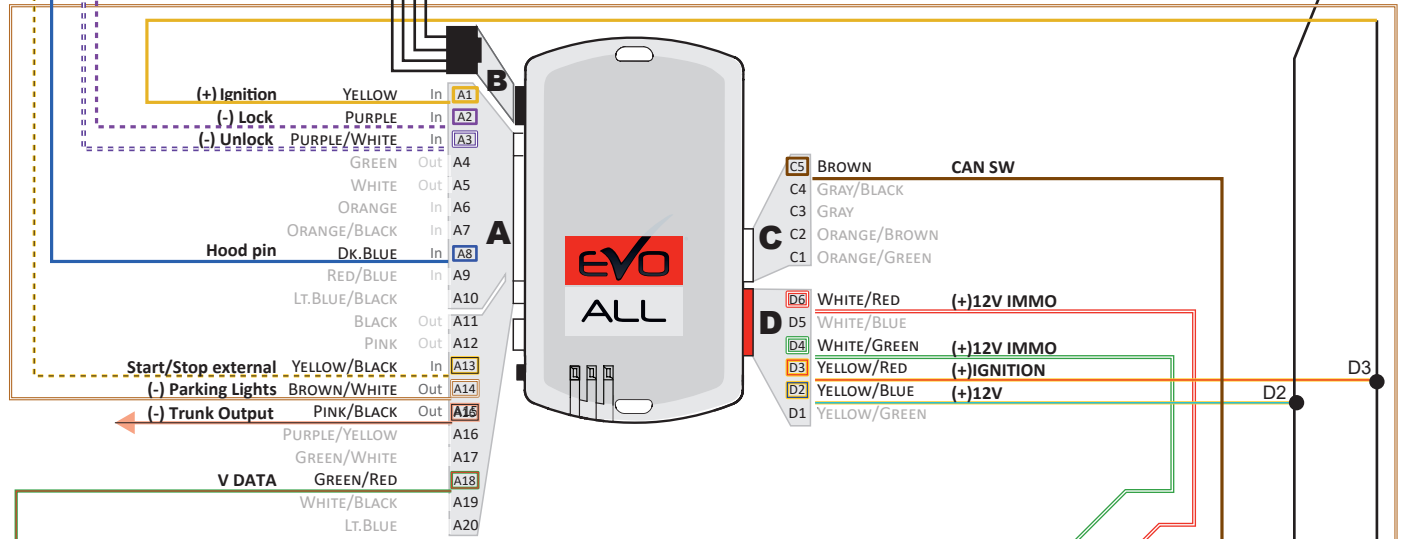 B
(+) Ignition YELLOW In A1
(-) Lock PURPLE In A2
(-) Unlock PURPLE/WHITE In A3
GREEN Out A4
WHITE Out A5
ORANGE In A6
ORANGE/BLACK In A7
Hood pin DK.BLUE In A8
RED/BLUE In A9
LT.BLUE/BLACK A10
BLACK Out A11
PINK Out A12
Start/Stop external YELLOW/BLACK In A13
(-) Parking Lights BROWN/WHITE Out A14
(-) Trunk Output PINK/BLACK Out A15
PURPLE/YELLOW A16
GREEN/WHITE A17
V DATA GREEN/RED A18
WHITE/BLACK A19
LT.BLUE A20
A
EVO
ALL
C5 BROWN CAN SW
C4 GRAY/BLACK
C3 GRAY
C2 ORANGE/BROWN
C1 ORANGE/GREEN
C
D6 WHITE/RED (+)12V IMMO
D5 WHITE/BLUE
D4 WHITE/GREEN (+)12V IMMO
D3 YELLOW/RED (+)IGNITION
D2 YELLOW/BLUE (+)12V
D1 YELLOW/GREEN
D
D3
D2